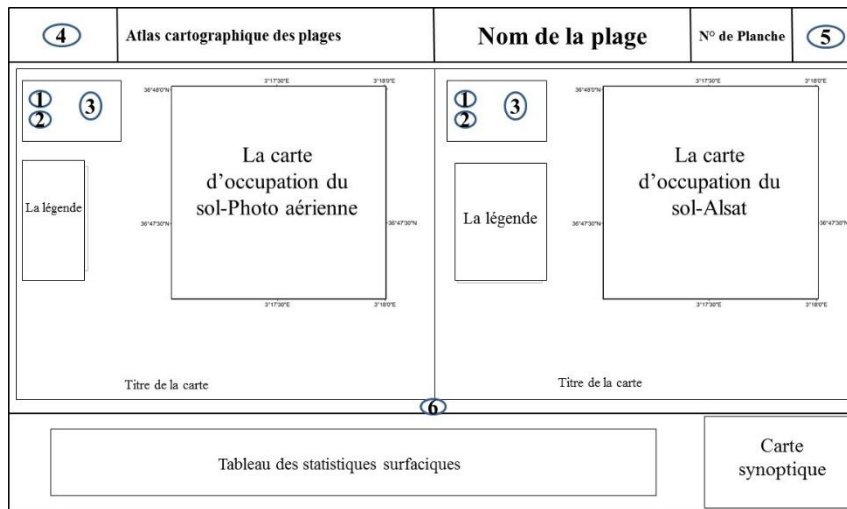 4
Atlas cartographique des plages
Nom de la plage
N° de Planche
5
1
2
3
La légende
3°17'30"E
3°18'0"E
36°48'0"N
La carte
d'occupation du
sol-Photo aérienne
36°47'30"N
36°47'30"N
3°17'30"E
3°18'0"E
Titre de la carte
1
2
3
La légende
3°17'30"E
3°18'0"E
36°48'0"N
La carte
d'occupation du
sol-Alsat
36°47'30"N
36°47'30"N
3°17'30"E
3°18'0"E
Titre de la carte
6
Tableau des statistiques surfaciques
Carte
synoptique